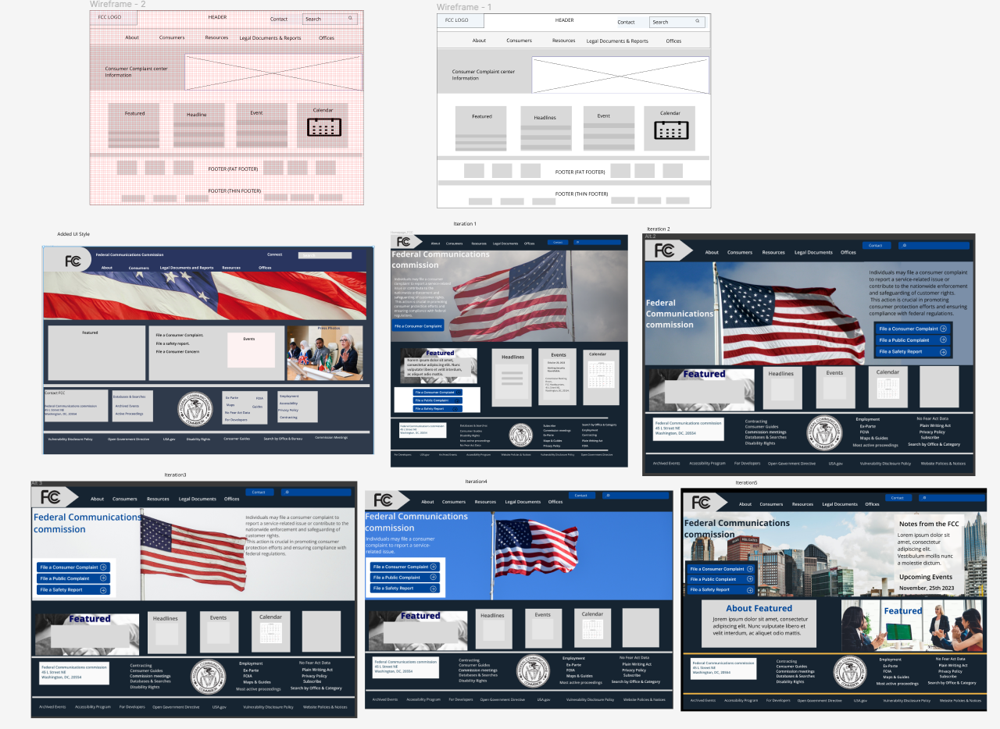 Wireframe - 2
FCC LOGO
HEADER
Contact
Search
About
Consumers
Resources
Legal Documents & Reports
Offices
Consumer Complaint center
Information
Featured
Headline
Event
Calendar
FOOTER (FAT FOOTER)
FOOTER (THIN FOOTER)
Wireframe - 1
FCC LOGO
HEADER
Contact
Search
About
Consumers
Resources
Legal Documents & Reports
Offices
Consumer Complaint center
Information
Featured
Headlines
Event
Calendar
FOOTER (FAT FOOTER)
FOOTER (THIN FOOTER)
Added UI Style
FCC
Federal Communications Commission
Connect
Search
About
Consumers
Legal Documents and Reports
Resources
Offices
Featured
File a Consumer Complaint.
File a safety report.
File a Consumer Concern
Events
Press Photos
Contact FCC
Federal Communications commission
45 L Street NE
Washington, DC, 20554
Databases & Searches
Archived Events
Active Proceedings
Ex-Parte
FOIA
Maps
Guides
No Fear Act Data
For Developers
Employment
Accessibility
Privacy Policy
Contracting
Vulnerability Disclosure Policy
Open Government Directive
USA.gov
Disability Rights
Consumer Guides
Search by Office & Bureau
Commission Meetings
Iteration 1
FCC
About
Consumers
Resources
Legal Documents
Offices
Contact
Federal Communications
commission
Individuals may file a consumer
complaint to report a
service-related issue or
contribute to the
nationwide enforcement and
safeguarding of customer rights.
This action is crucial in promoting
consumer protection efforts and
ensuring compliance with federal
regulations.
File a Consumer Complaint
Featured
Norem ipsum dolor sit amet,
consectetur adipiscing elit.
Nunc vulputate libero et
velit interdum, ac aliquet
odio mattis.
File a Consumer Complaint
File a Public Complaint
File a Safety Report
Headlines
Events
Calendar
Federal Communications commission
45 L Street NE
Washington, DC, 20554
Databases & Searches
Consumer Guides
Disability Rights
Most active proceedings
No Fear Act Data
Subscribe
Commission meetings
Ex-Parte
Maps & Guides
Privacy Policy
Search by Office & Category
Employment
Contracting
Plain Writing Act
FOIA
For Developers
USA.gov
Archived Events
Accessibility Program
Website Policies & Notices
Vulnerability Disclosure Policy
Open Government Directive
Iteration 2
Alt.2
FCC
About
Consumers
Resources
Legal Documents
Offices
Contact
Federal
Communications
commission
Individuals may file a consumer complaint
to report a service-related issue or
contribute to the nationwide enforcement
and safeguarding of customer rights.
This action is crucial in promoting
consumer protection efforts and ensuring
compliance with federal regulations.
File a Consumer Complaint
File a Public Complaint
File a Safety Report
Featured
Headlines
Events
Calendar
Federal Communications commission
45 L Street NE
Washington, DC, 20554
Contracting
Consumer Guides
Commission meetings
Databases & Searches
Disability Rights
Employment
Ex-Parte
FOIA
Maps & Guides
Most active proceedings
No Fear Act Data
Plain Writing Act
Privacy Policy
Subscribe
Search by Office & Category
Archived Events
Accessibility Program
For Developers
Open Government Directive
USA.gov
Vulnerability Disclosure Policy
Website Policies & Notices
Iteration3
Alt.3
FCC
About
Consumers
Resources
Legal Documents
Offices
Contact
Federal Communications
commission
Individuals may file a consumer complaint to
report a service-related issue or contribute to the
nationwide enforcement and safeguarding of
customer rights.
This action is crucial in promoting consumer
protection efforts and ensuring compliance with
federal regulations.
File a Consumer Complaint
File a Public Complaint
File a Safety Report
Featured
Headlines
Events
Calendar
Federal Communications commission
45 L Street NE
Washington, DC, 20554
Contracting
Consumer Guides
Commission meetings
Databases & Searches
Disability Rights
Employment
Ex-Parte
FOIA
Maps & Guides
Most active proceedings
No Fear Act Data
Plain Writing Act
Privacy Policy
Subscribe
Search by Office & Category
Archived Events
Accessibility Program
For Developers
Open Government Directive
USA.gov
Vulnerability Disclosure Policy
Website Policies & Notices
Iteration4
FCC
About
Consumers
Resources
Legal Documents
Offices
Contact
Federal Communications
commission
Individuals may file a consumer
complaint to report a service-
related issue.
File a Consumer Complaint
File a Public Complaint
File a Safety Report
Featured
Headlines
Events
Calendar
Federal Communications commission
45 L Street NE
Washington, DC, 20554
Contracting
Consumer Guides
Commission meetings
Databases & Searches
Disability Rights
Employment
Ex-Parte
FOIA
Maps & Guides
Most active proceedings
No Fear Act Data
Plain Writing Act
Privacy Policy
Subscribe
Search by Office & Category
Archived Events
Accessibility Program
For Developers
Open Government Directive
USA.gov
Vulnerability Disclosure Policy
Website Policies & Notices
Iteration5
FCC
About
Consumers
Resources
Legal Documents
Offices
Contact
Federal Communications
commission
File a Consumer Complaint
File a Public Complaint
File a Safety Report
Notes from the FCC
Lorem ipsum dolor sit
amet, consectetur
adipiscing elit.
Vestibulum mollis nunc
a molestie dictum.
Upcoming Events
November, 25th 2023
About Featured
Jorem ipsum dolor sit amet, consectetur
adipiscing elit. Nunc vulputate libero et
velit interdum, ac aliquet odio mattis.
Featured
Federal Communications commission
45 L Street NE
Washington, DC, 20554
Contracting
Consumer Guides
Commission meetings
Databases & Searches
Disability Rights
Employment
Ex-Parte
FOIA
Maps & Guides
Most active proceedings
No Fear Act Data
Plain Writing Act
Privacy Policy
Subscribe
Search by Office & Category
Archived Events
Accessibility Program
For Developers
Open Government Directive
USA.gov
Vulnerability Disclosure Policy
Website Policies & Notices